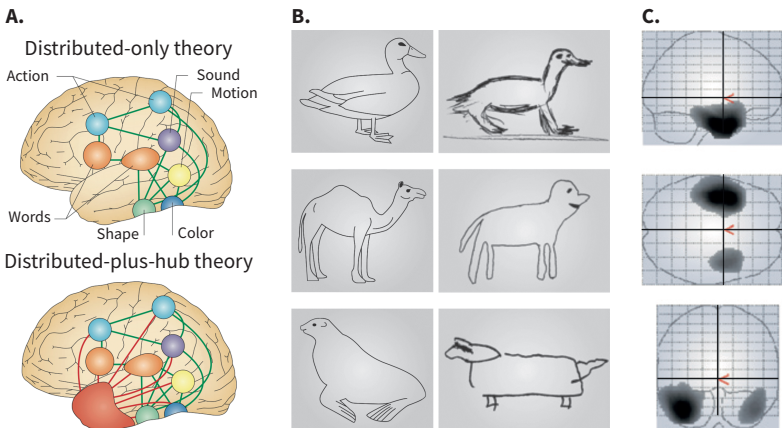 A.
Distributed-only theory
Action
Sound
Motion
Words
Shape
Color
Distributed-plus-hub theory
B.
C.